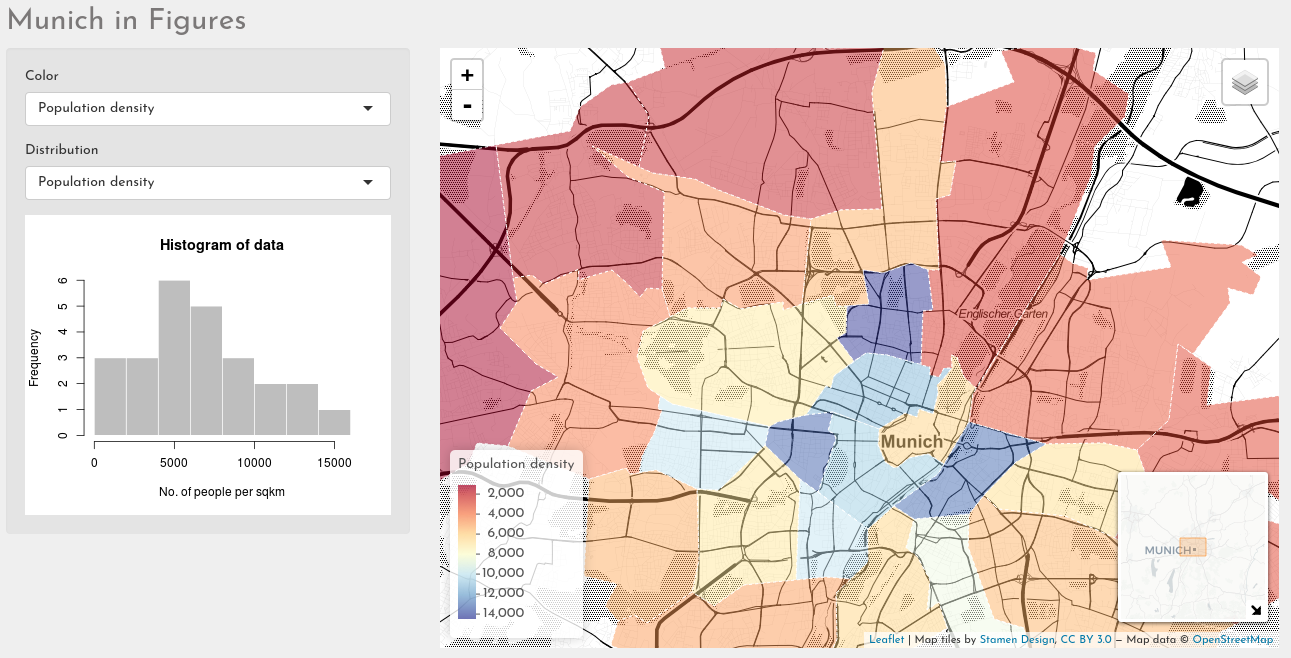 Munich in Figures
Color
Population density
Distribution
Population density
Histogram of data
Frequency
0 1 2 3 4 5 6
0 5000 10000 15000
No. of people per sqkm
+
-
Englischer Garten
Munich
Population density
2,000
4,000
6,000
8,000
10,000
12,000
14,000
MUNICH
Leaflet | Map tiles by Stamen Design, CC BY 3.0 — Map data © OpenStreetMap